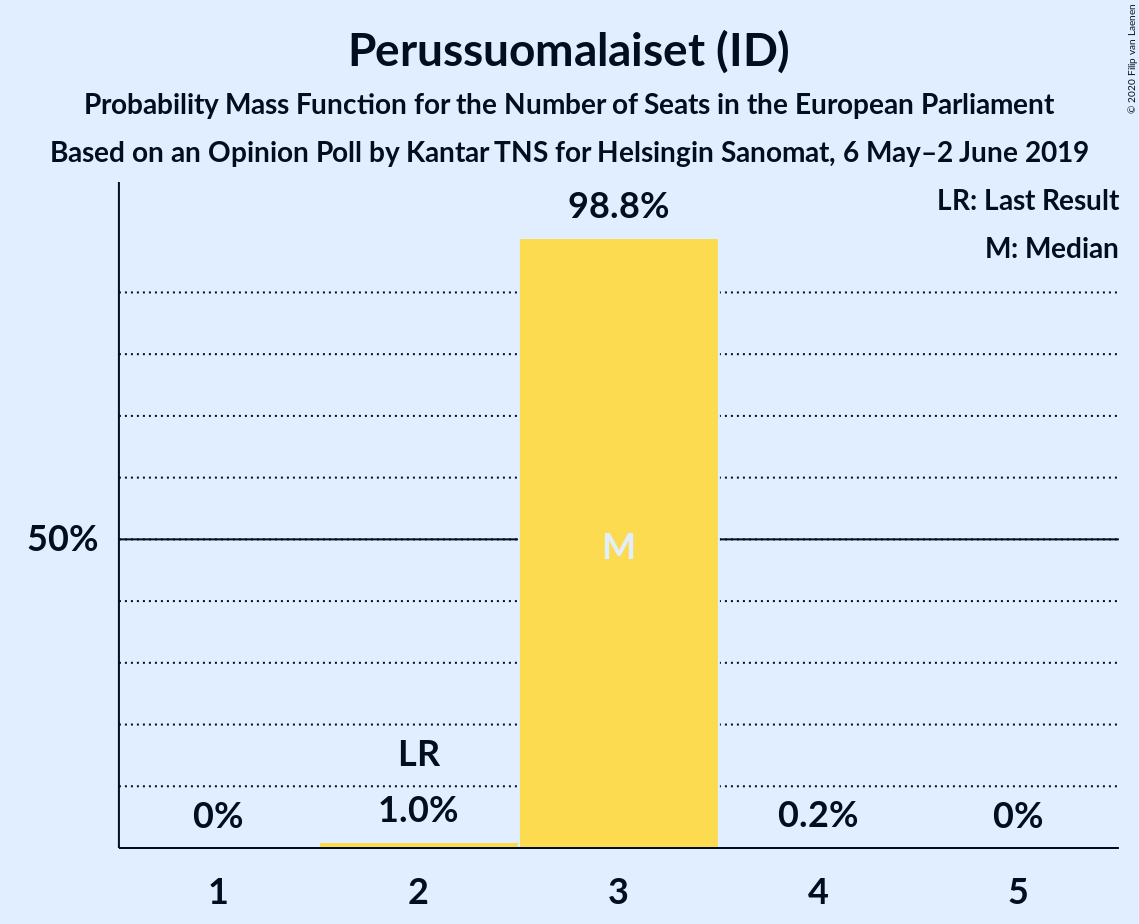 Perussuomalaiset (ID)
Probability Mass Function for the Number of Seats in the European Parliament
Based on an Opinion Poll by Kantar TNS for Helsingin Sanomat, 6 May–2 June 2019
© 2020 Filip van Laenen
LR: Last Result
M: Median
98.8%
50%
M
LR
0%
1.0%
0.2%
0%
1 2 3 4 5